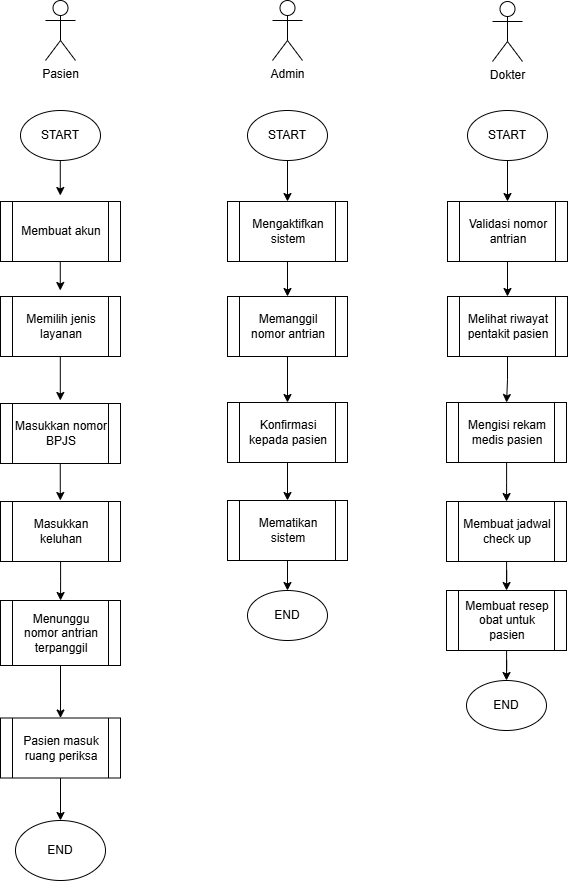 Pasien
START
Membuat akun
Memilih jenis
layanan
Masukkan nomor
BPJS
Masukkan
keluhan
Menunggu
nomor antrian
terpanggil
Pasien masuk
ruang periksa
END
Admin
START
Mengaktifkan
sistem
Memanggil
nomor antrian
Konfirmasi
kepada pasien
Mematikan
sistem
END
Dokter
START
Validasi nomor
antrian
Melihat riwayat
pentakit pasien
Mengisi rekam
medis pasien
Membuat jadwal
check up
Membuat resep
obat untuk
pasien
END